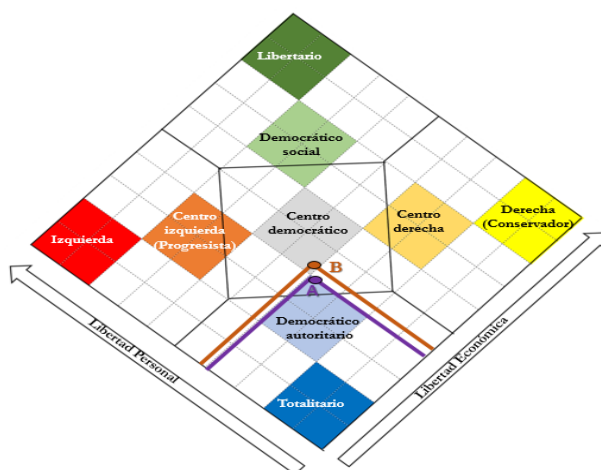 Libertario
Democrático
social
Centro
izquierda
(Progresista)
Centro
democrático
Centro
derecha
Derecha
(Conservador)
Izquierda
B
A
Democrático
autoritario
Totalitario
Libertad Personal
Libertad Económica